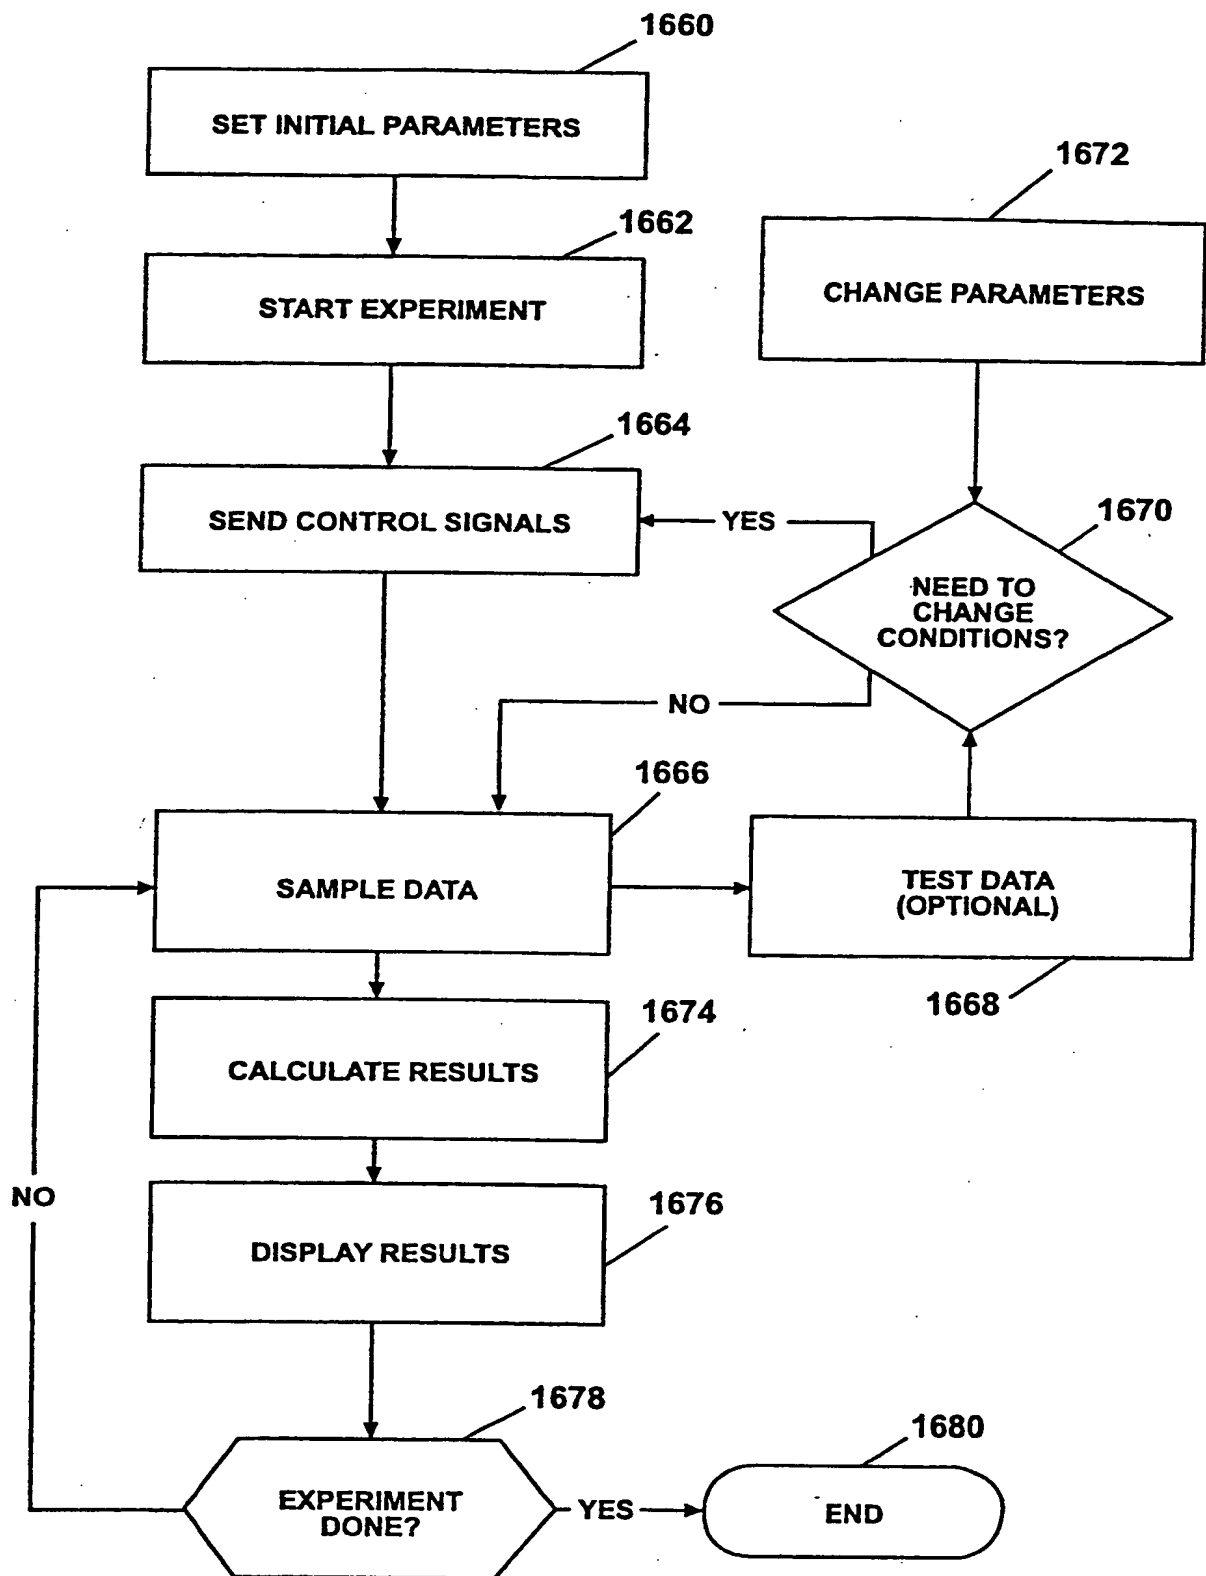 1660
SET INITIAL PARAMETERS
1672
1662
START EXPERIMENT
CHANGE PARAMETERS
1664
SEND CONTROL SIGNALS
YES
1670
NEED TO
CHANGE
CONDITIONS?
NO
1666
SAMPLE DATA
TEST DATA
(OPTIONAL)
1668
1674
CALCULATE RESULTS
NO
1676
DISPLAY RESULTS
1678
EXPERIMENT
DONE?
YES
1680
END